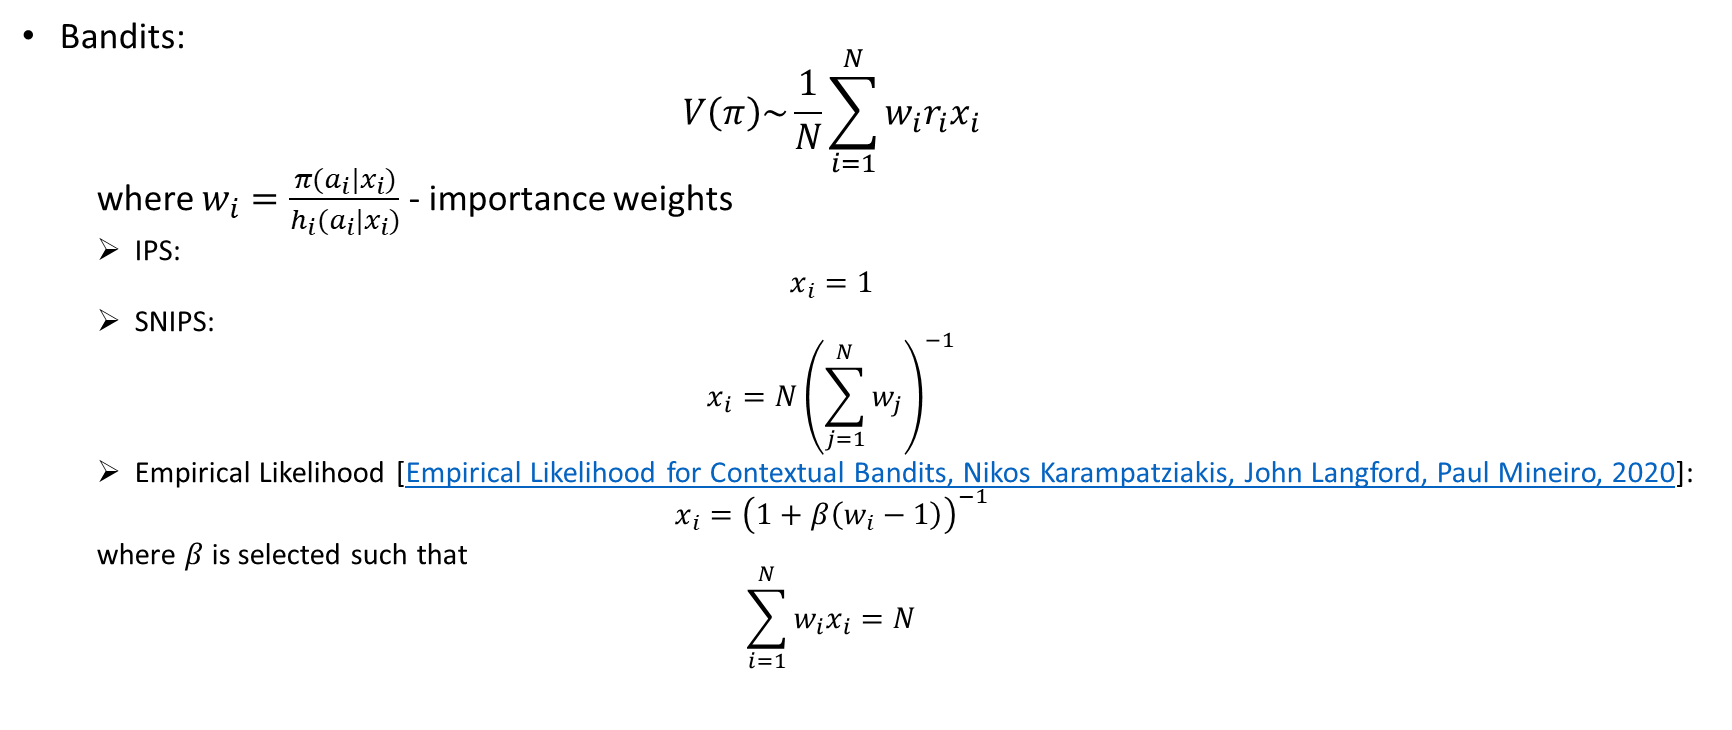 • Bandits:
V(π)~ 1/N ∑_{i=1}^{N} w_i r_i x_i
where w_i = π(a_i|x_i) / h_i(a_i|x_i) - importance weights
➢ IPS:
x_i = 1
➢ SNIPS:
x_i = N (∑_{j=1}^{N} w_j)^{−1}
➢ Empirical Likelihood [Empirical Likelihood for Contextual Bandits, Nikos Karampatziakis, John Langford, Paul Mineiro, 2020]:
x_i = (1 + β(w_i − 1))^{−1}
where β is selected such that
∑_{i=1}^{N} w_i x_i = N